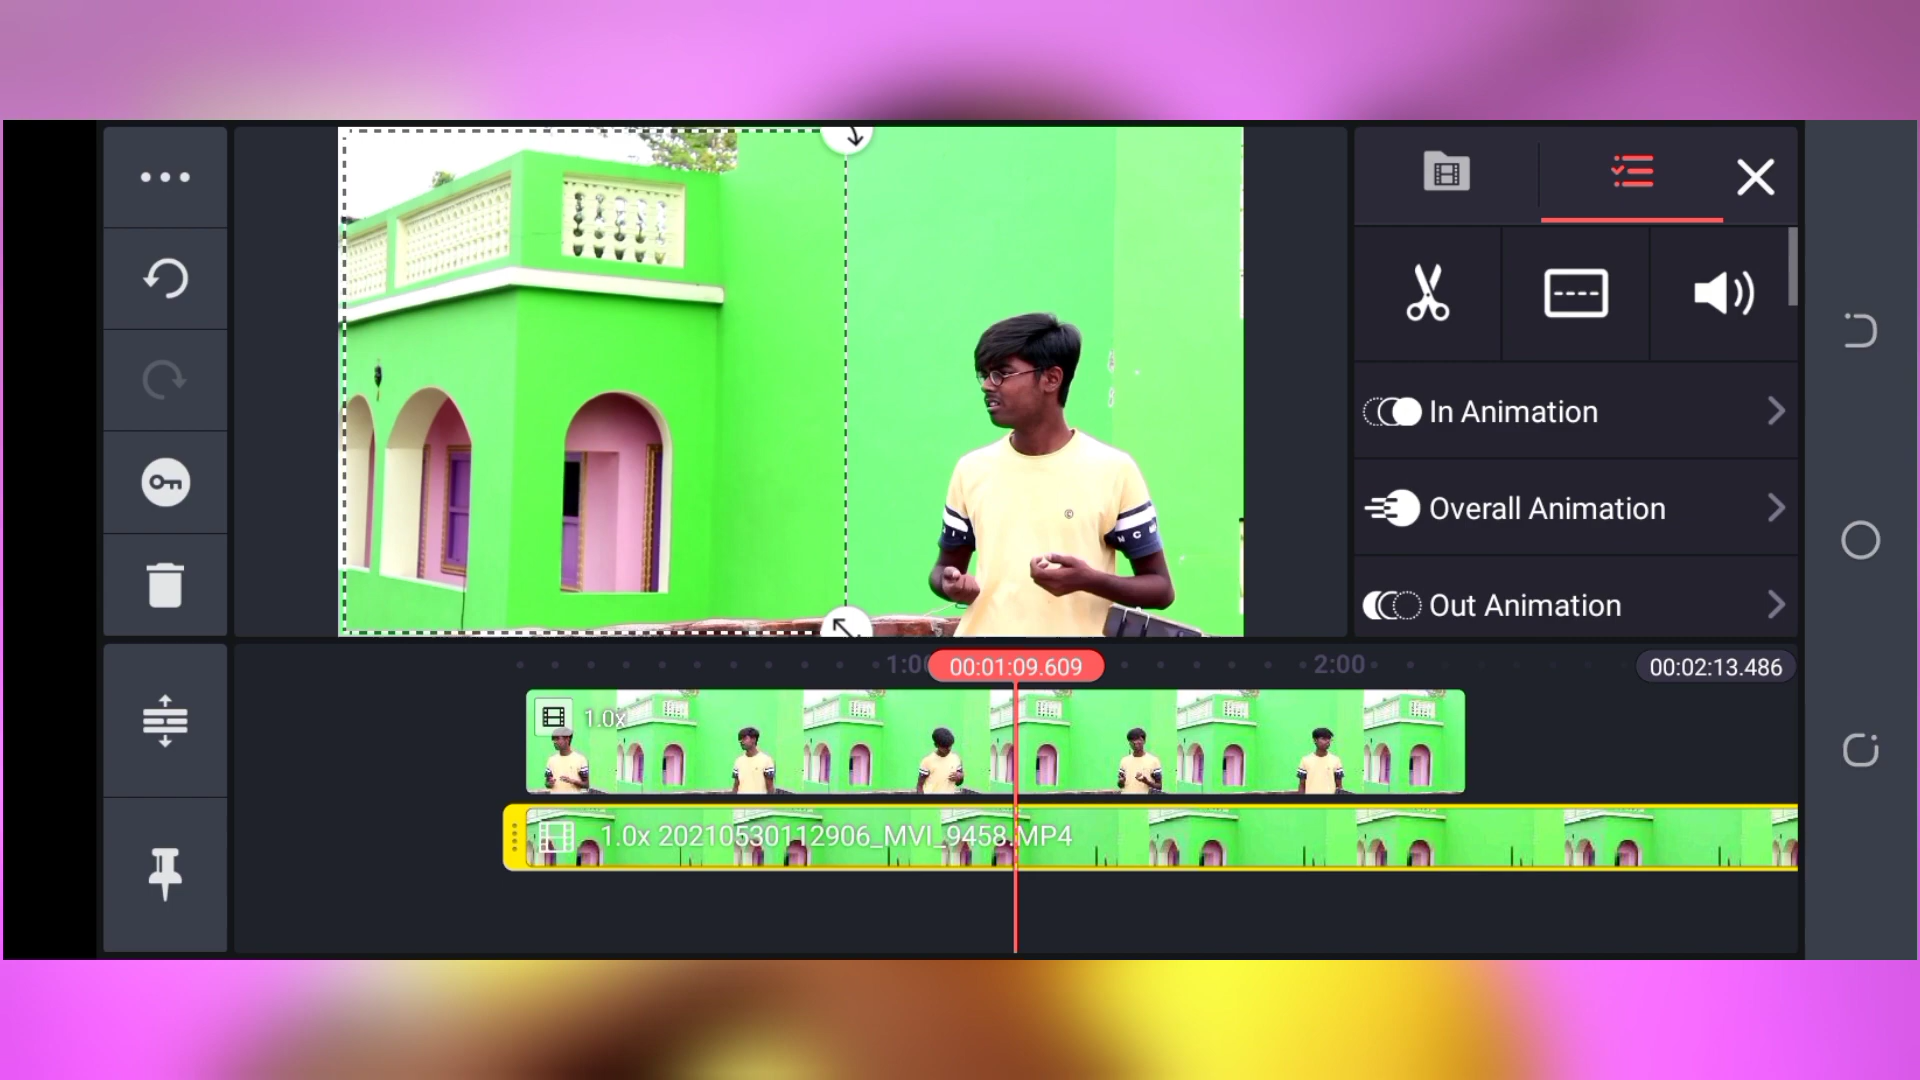 In Animation
Overall Animation
Out Animation
1:00
00:01:09.609
2:00
00:02:13.486
1.0x
1.0x 20210530112906_MVI_9458.MP4